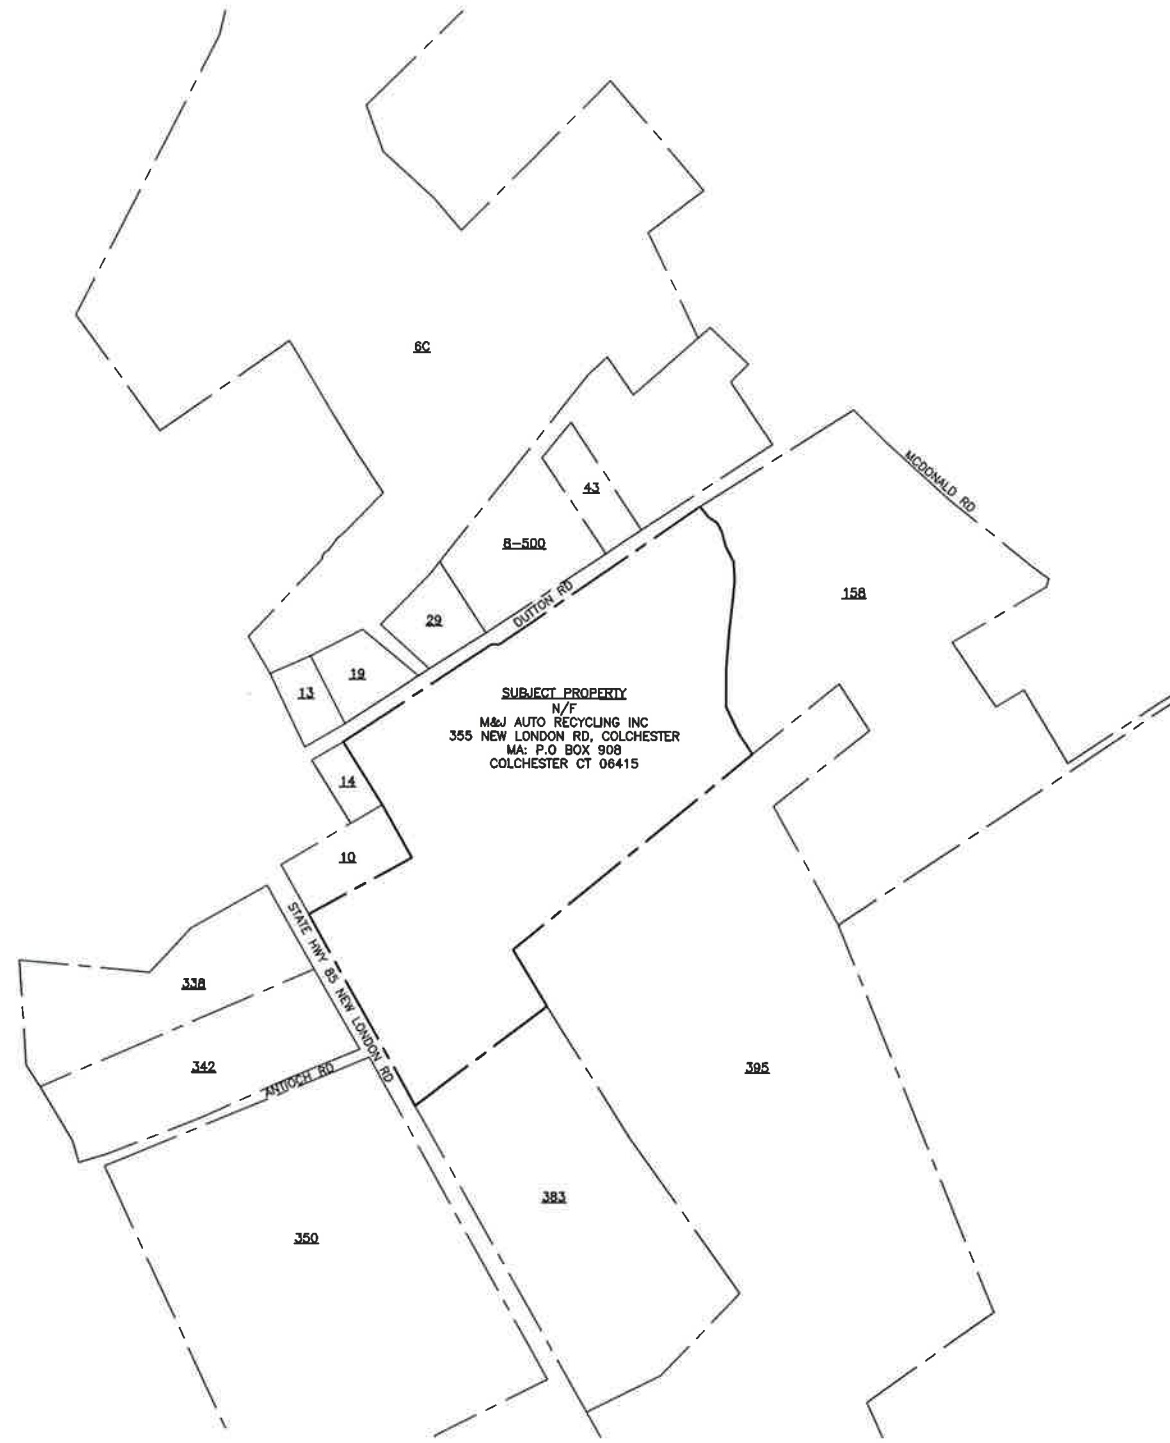 6C
MCDONALD RD
43
8-500
158
DUTTON RD
29
19
13
SUBJECT PROPERTY
N/F
M&J AUTO RECYCLING INC
355 NEW LONDON RD, COLCHESTER
MA: P.O BOX 908
COLCHESTER CT 06415
14
10
STATE HWY 85 NEW LONDON RD
338
342
ANTIOCH RD
395
383
350